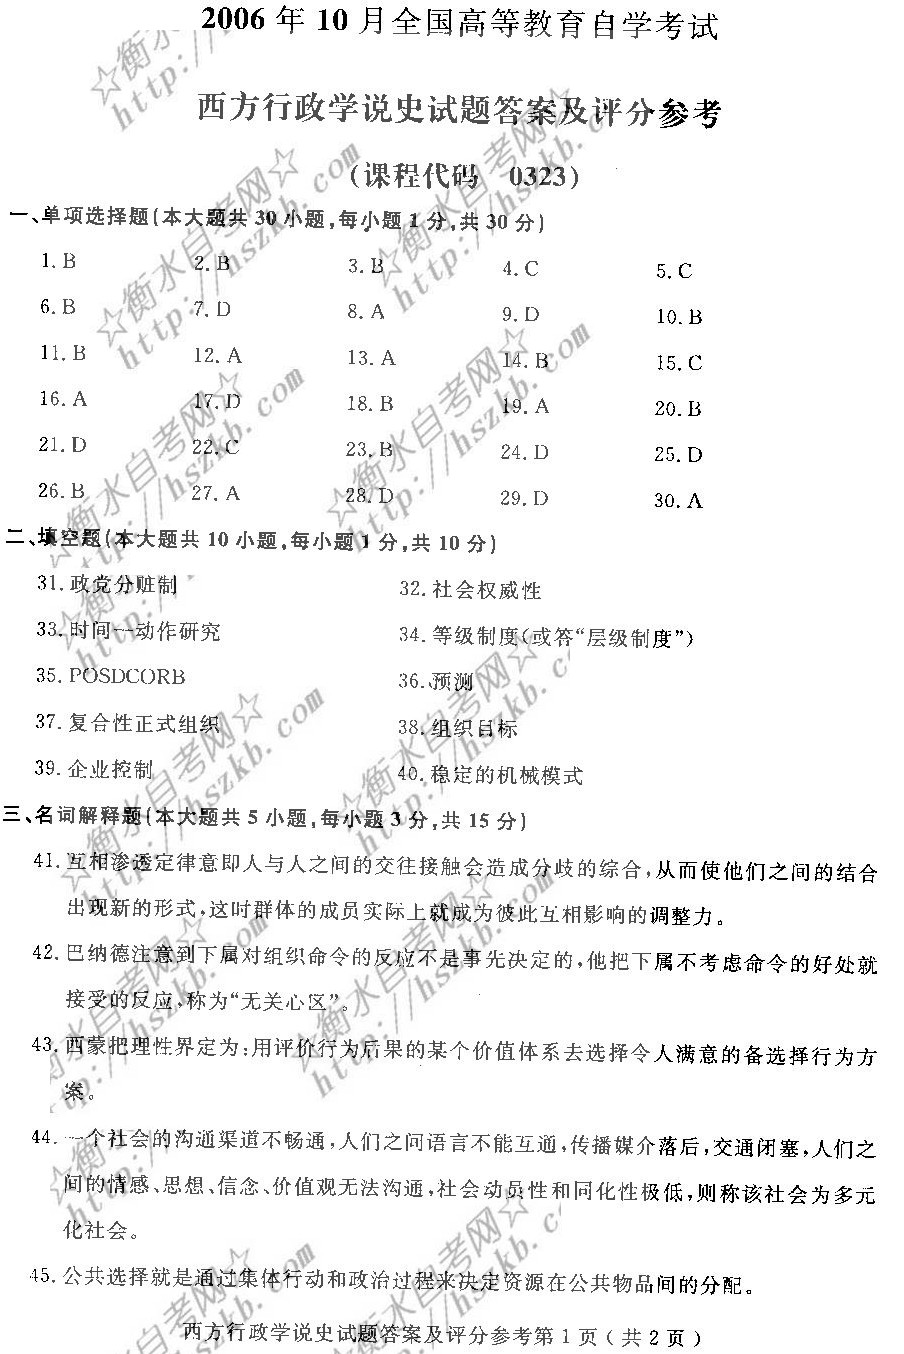 2006 年 10 月全国高等教育自学考试
西方行政学说史试题答案及评分参考
(课程代码 0323)
一、单项选择题(本大题共 30 小题,每小题 1 分,共 30 分)
1. B 2. B 3. B 4. C 5. C
6. B 7. D 8. A 9. D 10. B
11. B 12. A 13. A 14. B 15. C
16. A 17. D 18. B 19. A 20. B
21. D 22. C 23. B 24. D 25. D
26. B 27. A 28. D 29. D 30. A
二、填空题(本大题共 10 小题,每小题 1 分,共 10 分)
31. 政党分赃制 32. 社会权威性
33. 时间—动作研究 34. 等级制度(或答“层级制度”)
35. POSDCORB 36. 预测
37. 复合性正式组织 38. 组织目标
39. 企业控制 40. 稳定的机械模式
三、名词解释题(本大题共 5 小题,每小题 3 分,共 15 分)
41. 互相渗透定律意即人与人之间的交往接触会造成分歧的综合,从而使他们之间的结合
出现新的形式,这时群体的成员实际上就成为彼此互相影响的调整力。
42. 巴纳德注意到下属对组织命令的反应不是事先决定的,他把下属不考虑命令的好处就
接受的反应,称为“无关心区”。
43. 西蒙把理性界定为:用评价行为后果的某个价值体系去选择令人满意的备选择行为方
案。
44. 一个社会的沟通渠道不畅通,人们之间语言不能互通,传播媒介落后,交通闭塞,人们之
间的情感、思想、信念、价值观无法沟通,社会动员性和同化性极低,则称该社会为多元
化社会。
45. 公共选择就是通过集体行动和政治过程来决定资源在公共物品间的分配。
西方行政学说史试题答案及评分参考第 1 页(共 2 页)
☆衡水自考网☆
http://hszkb.com